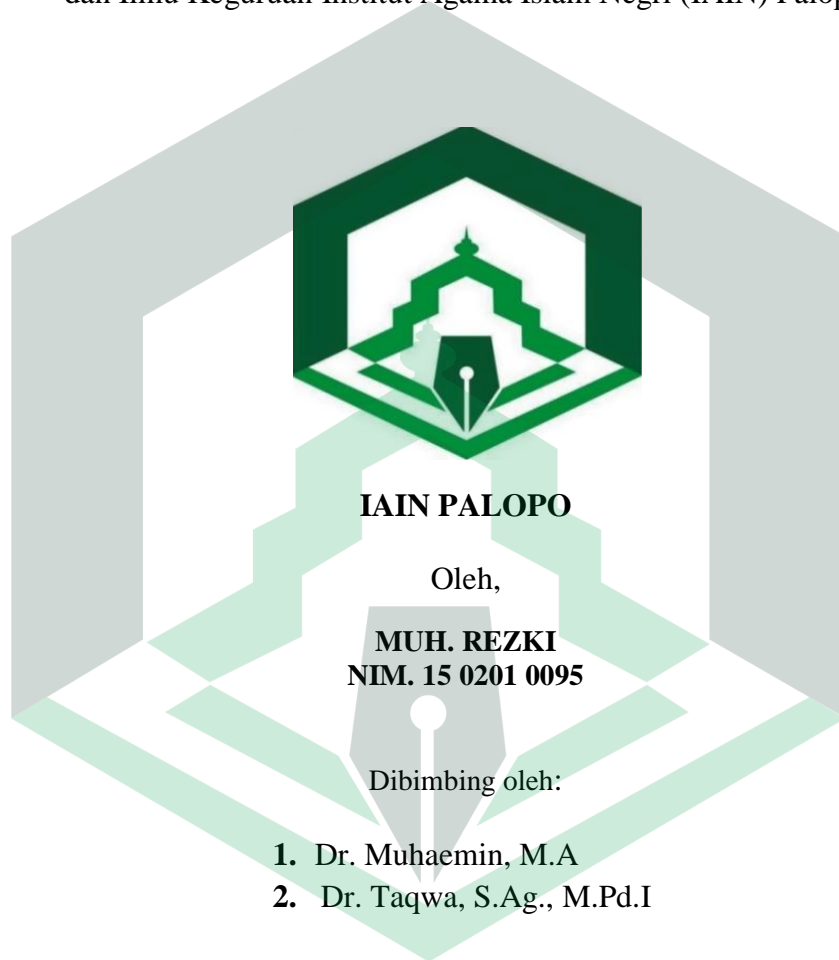 dan Ilmu Keguruan Institut Agama Islam Negri (IAIN)
IAIN PALOPO
Oleh,
MUH. REZKI
NIM. 15 0201 0095
Dibimbing oleh:
1. Dr. Muhaemin, M.A
2. Dr. Taqwa, S.Ag., M.Pd.I